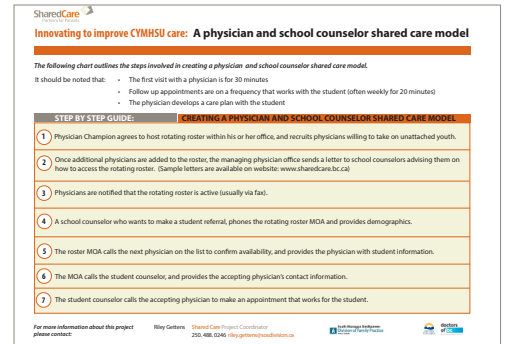 SharedCare
Partners for Patients
Innovating to improve CYMHSU care: A physician and school counselor shared care model
The following chart outlines the steps involved in creating a physician and school counselor shared care model.
It should be noted that:
• The first visit with a physician is for 30 minutes
• Follow up appointments are on a frequency that works with the student (often weekly for 20 minutes)
• The physician develops a care plan with the student
STEP BY STEP GUIDE: CREATING A PHYSICIAN AND SCHOOL COUNSELOR SHARED CARE MODEL
1 Physician Champion agrees to host rotating roster within his or her office, and recruits physicians willing to take on unattached youth.
2 Once additional physicians are added to the roster, the managing physician office sends a letter to school counselors advising them on
how to access the rotating roster. (Sample letters are available on website: www.sharedcare.bc.ca)
3 Physicians are notified that the rotating roster is active (usually via fax).
4 A school counselor who wants to make a student referral, phones the rotating roster MOA and provides demographics.
5 The roster MOA calls the next physician on the list to confirm availability, and provides the physician with student information.
6 The MOA calls the student counselor, and provides the accepting physician's contact information.
7 The student counselor calls the accepting physician to make an appointment that works for the student.
For more information about this project
please contact:
Riley Gettens Shared Care Project Coordinator
250. 488. 0246 riley.gettens@sosdivision.ca
South Okanagan Similkameen
Division of Family Practice
doctors
of bc